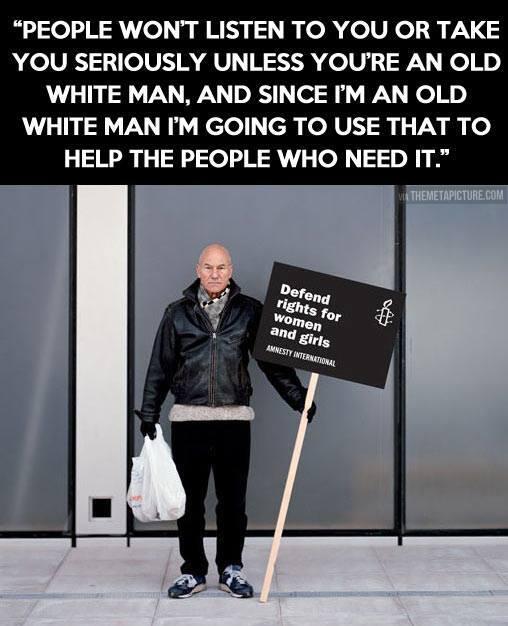 “PEOPLE WON’T LISTEN TO YOU OR TAKE
YOU SERIOUSLY UNLESS YOU’RE AN OLD
WHITE MAN, AND SINCE I’M AN OLD
WHITE MAN I’M GOING TO USE THAT TO
HELP THE PEOPLE WHO NEED IT.”
VIA THEMETAPICTURE.COM
Defend
rights for
women
and girls
AMNESTY INTERNATIONAL